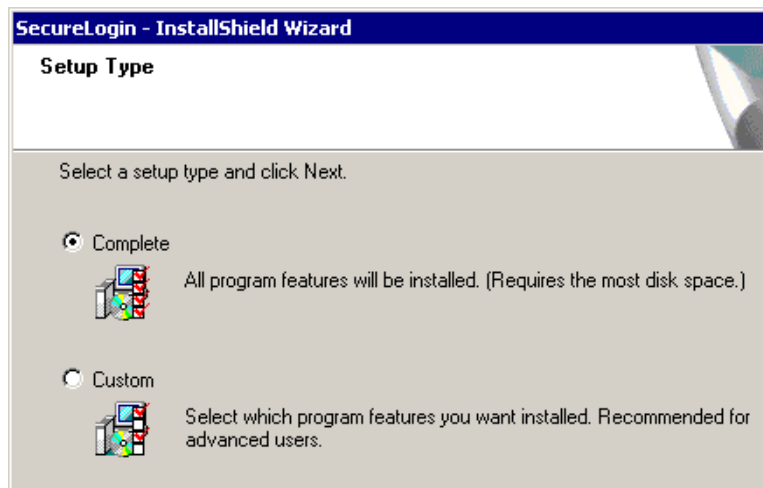 SecureLogin - InstallShield Wizard
Setup Type
Select a setup type and click Next.
Complete
All program features will be installed. (Requires the most disk space.)
Custom
Select which program features you want installed. Recommended for
advanced users.